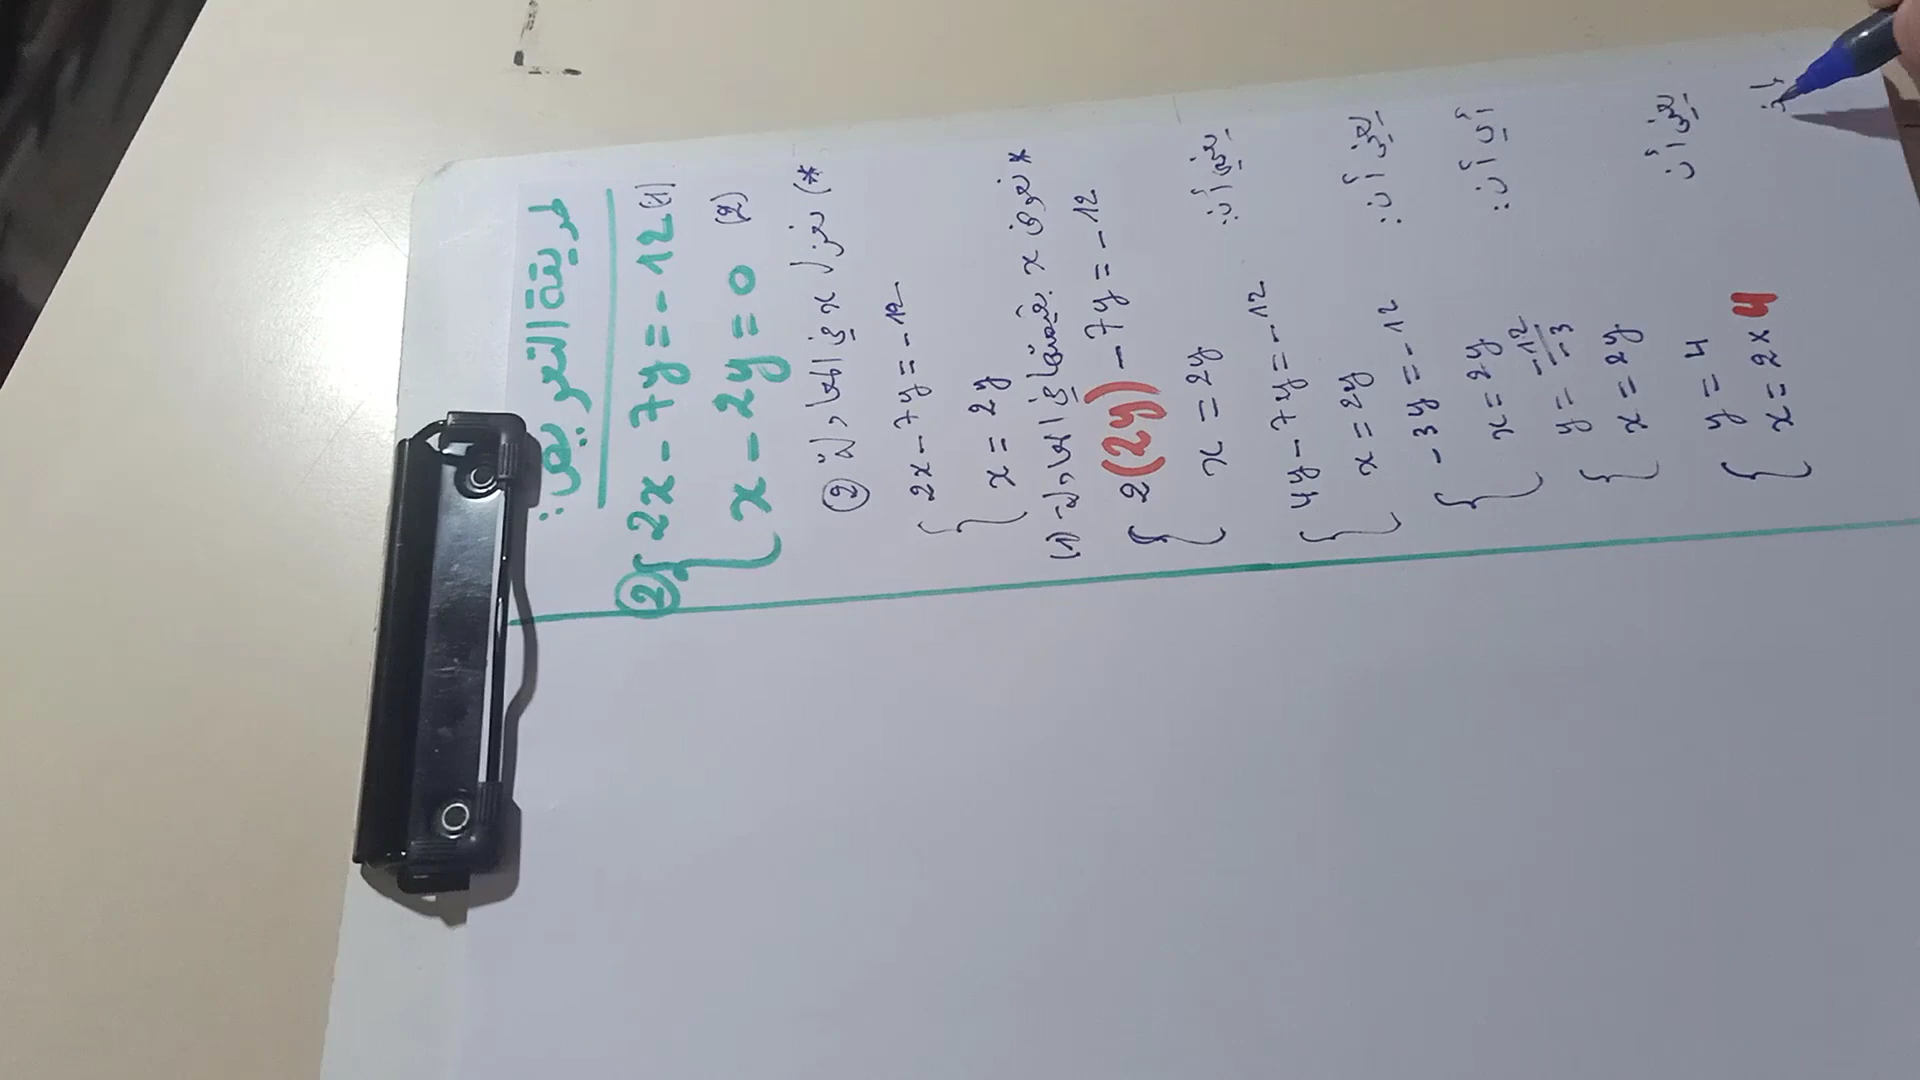 طريقة التعويض:
② { 2x - 7y = -12 (1)
x - 2y = 0 (2)
*) نعزل x في المعادلة ②
{ 2x - 7y = -12
x = 2y
* نعوض x بقيمته في المعادلة (1)
{ 2(2y) - 7y = -12
x = 2y يعني أن:
{ 4y - 7y = -12
x = 2y يعني أن:
{ -3y = -12
x = 2y أي أن:
{ y = -12/-3
x = 2y يعني أن
{ y = 4
x = 2 × 4